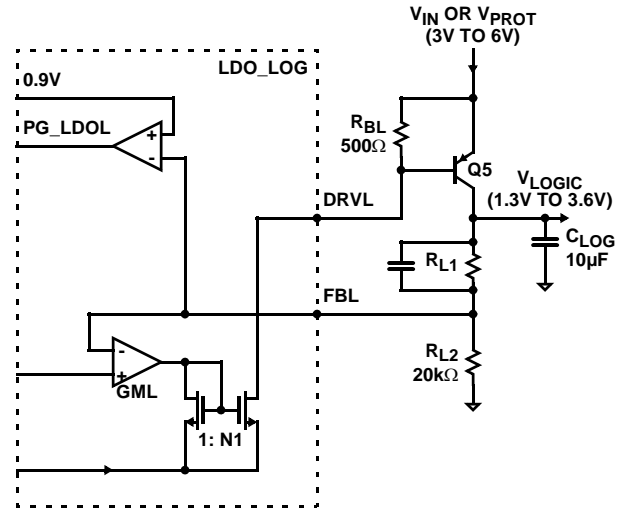 V_IN OR V_PROT
(3V TO 6V)
LDO_LOG
0.9V
PG_LDOL
+
-
R_BL
500Ω
Q5
DRVL
V_LOGIC
(1.3V TO 3.6V)
C_LOG
10µF
R_L1
FBL
-
+
GML
R_L2
20kΩ
1: N1